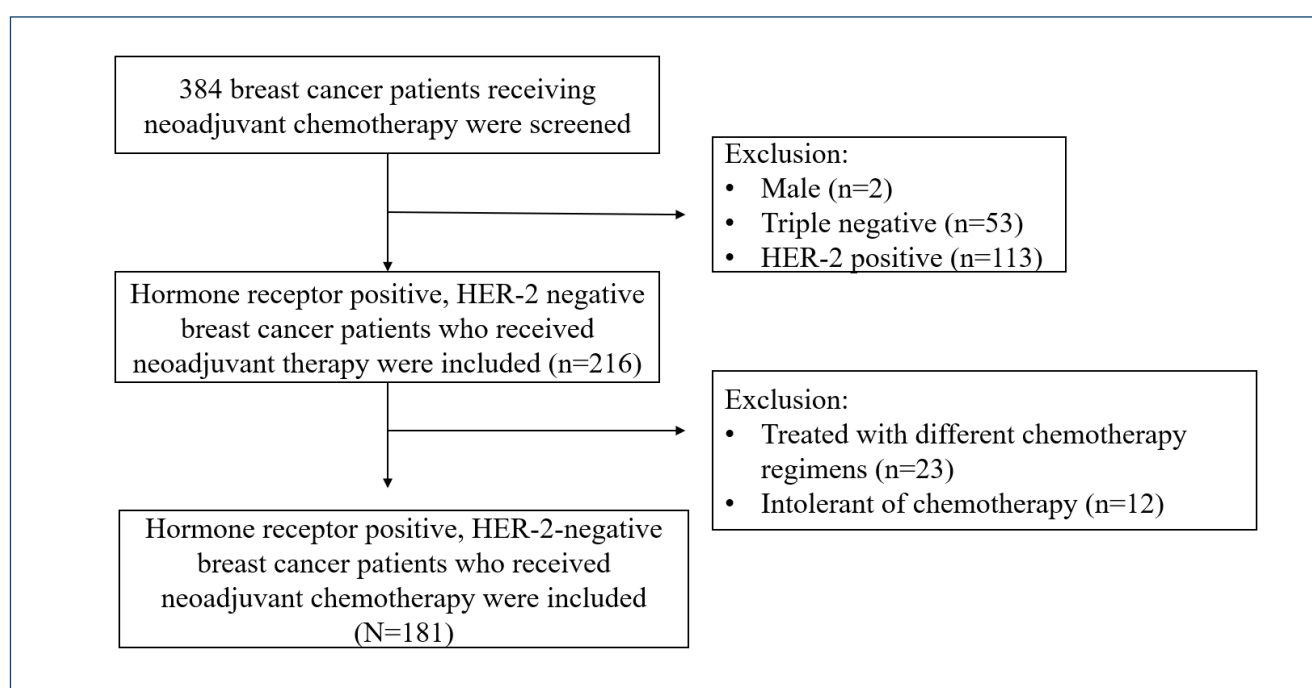 384 breast cancer patients receiving
neoadjuvant chemotherapy were screened
Exclusion:
• Male (n=2)
• Triple negative (n=53)
• HER-2 positive (n=113)
Hormone receptor positive, HER-2 negative
breast cancer patients who received
neoadjuvant therapy were included (n=216)
Exclusion:
• Treated with different chemotherapy
regimens (n=23)
• Intolerant of chemotherapy (n=12)
Hormone receptor positive, HER-2-negative
breast cancer patients who received
neoadjuvant chemotherapy were included
(N=181)